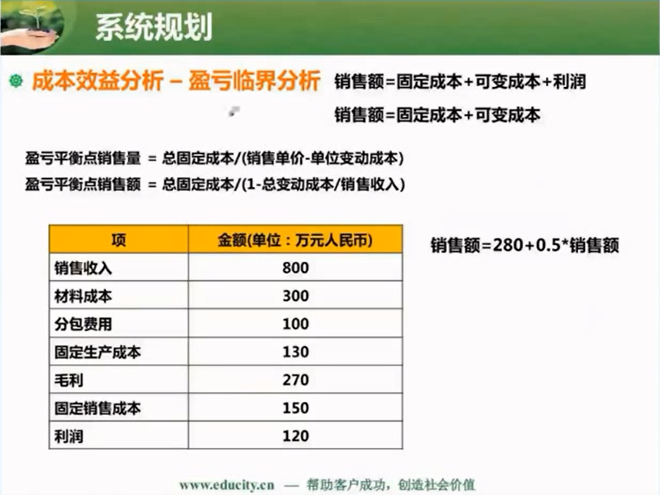 系统规划
成本效益分析 – 盈亏临界分析
销售额=固定成本+可变成本+利润
销售额=固定成本+可变成本
盈亏平衡点销售量 = 总固定成本/(销售单价-单位变动成本)
盈亏平衡点销售额 = 总固定成本/(1-总变动成本/销售收入)
项 金额(单位：万元人民币)
销售收入 800
材料成本 300
分包费用 100
固定生产成本 130
毛利 270
固定销售成本 150
利润 120
销售额=280+0.5*销售额
www.educity.cn — 帮助客户成功，创造社会价值